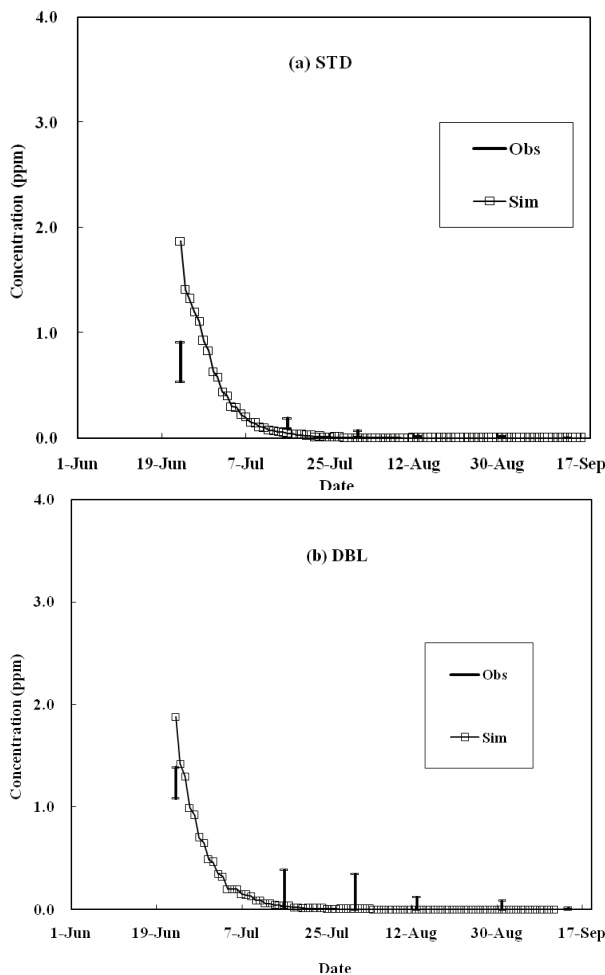 (a) STD
4.0
3.0
2.0
1.0
0.0
Concentration (ppm)
Obs
Sim
1-Jun 19-Jun 7-Jul 25-Jul 12-Aug 30-Aug 17-Sep
Date
(b) DBL
4.0
3.0
2.0
1.0
0.0
Concentration (ppm)
Obs
Sim
1-Jun 19-Jun 7-Jul 25-Jul 12-Aug 30-Aug 17-Sep
Date